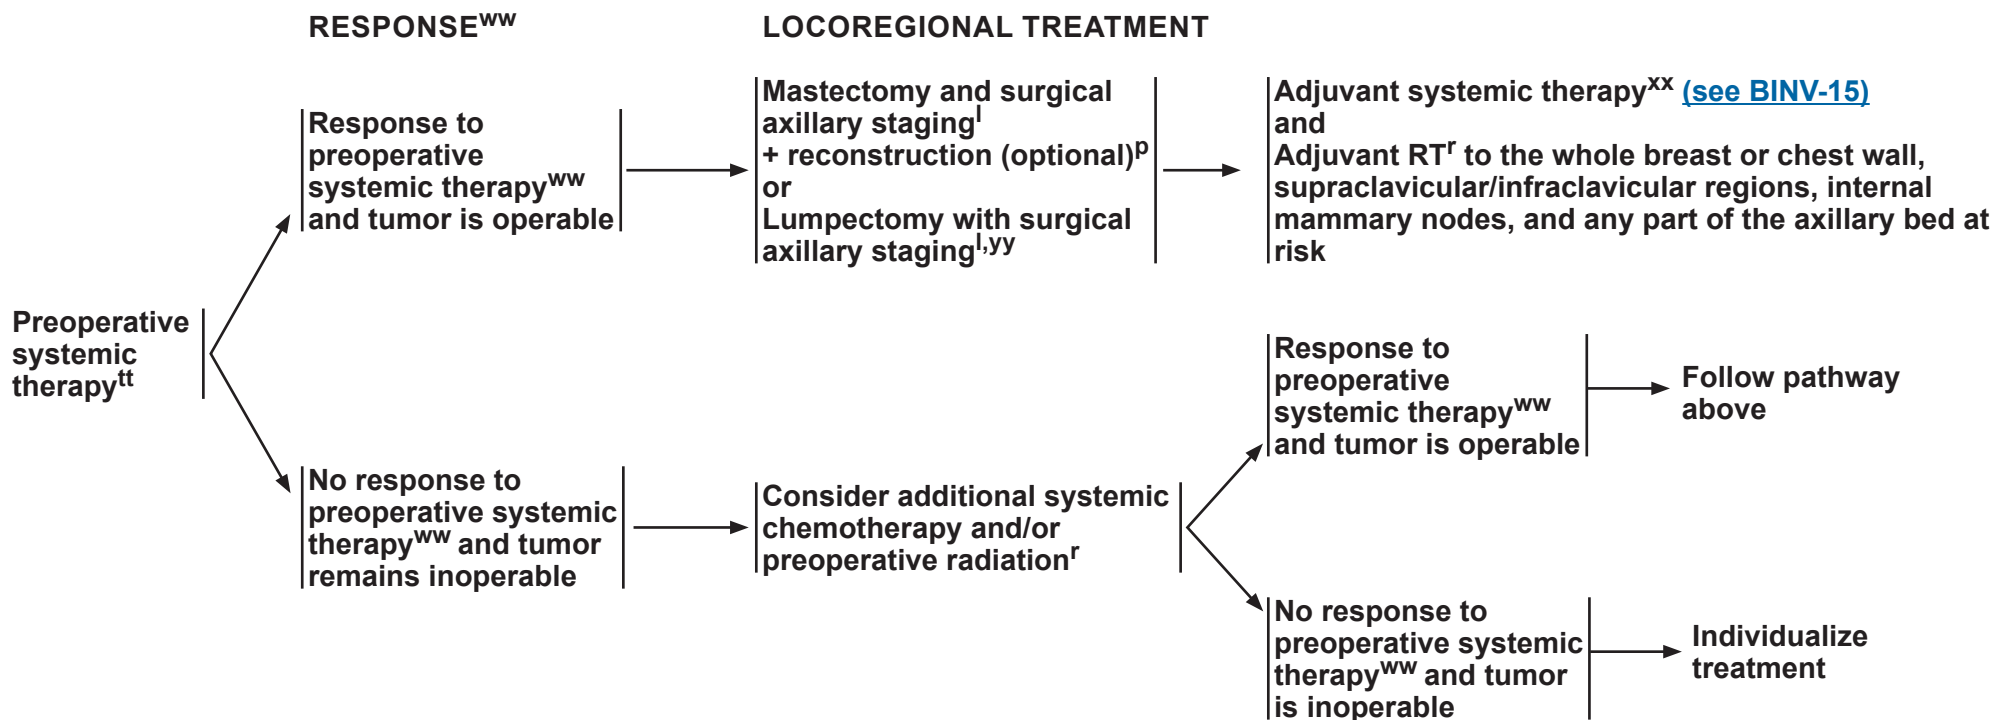 RESPONSEww
LOCOREGIONAL TREATMENT
Preoperative
systemic
therapytt
Response to
preoperative
systemic therapyww
and tumor is operable
Mastectomy and surgical
axillary stagingl
+ reconstruction (optional)p
or
Lumpectomy with surgical
axillary stagingl,yy
Adjuvant systemic therapyxx (see BINV-15)
and
Adjuvant RTr to the whole breast or chest wall,
supraclavicular/infraclavicular regions, internal
mammary nodes, and any part of the axillary bed at
risk
No response to
preoperative systemic
therapyww and tumor
remains inoperable
Consider additional systemic
chemotherapy and/or
preoperative radiationr
Response to
preoperative
systemic therapyww
and tumor is operable
Follow pathway
above
No response to
preoperative systemic
therapyww and tumor
is inoperable
Individualize
treatment